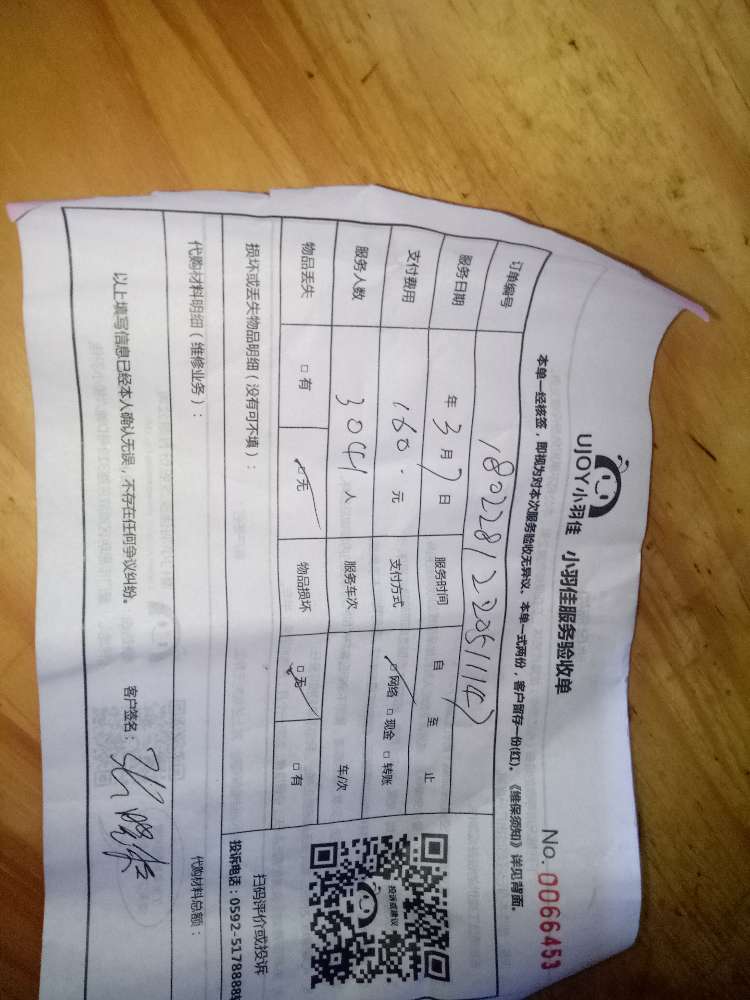 UJOY小羽佳 小羽佳服务验收单
No. 0066453
本单一经核签，即视为对本次服务验收无异议、本单一式两份，客户留存一份(红)。《维保须知》详见背面。
订单编号 180228122051114
服务日期 年 3 月 7 日 服务时间 自 至 止
支付费用 160. 元 支付方式 网络 □ 现金 □ 转账
服务人数 人 服务车次 车/次
物品丢失 □ 有 □ 无 物品损坏 □ 无 □ 有
损坏或丢失物品明细（没有可不填）：
投诉或建议
扫码评价或投诉
投诉电话：0592-5178888
代购材料明细（维修业务）： 代购材料总额：
以上填写信息已经本人确认无误，不存在任何争议纠纷。 客户签名：